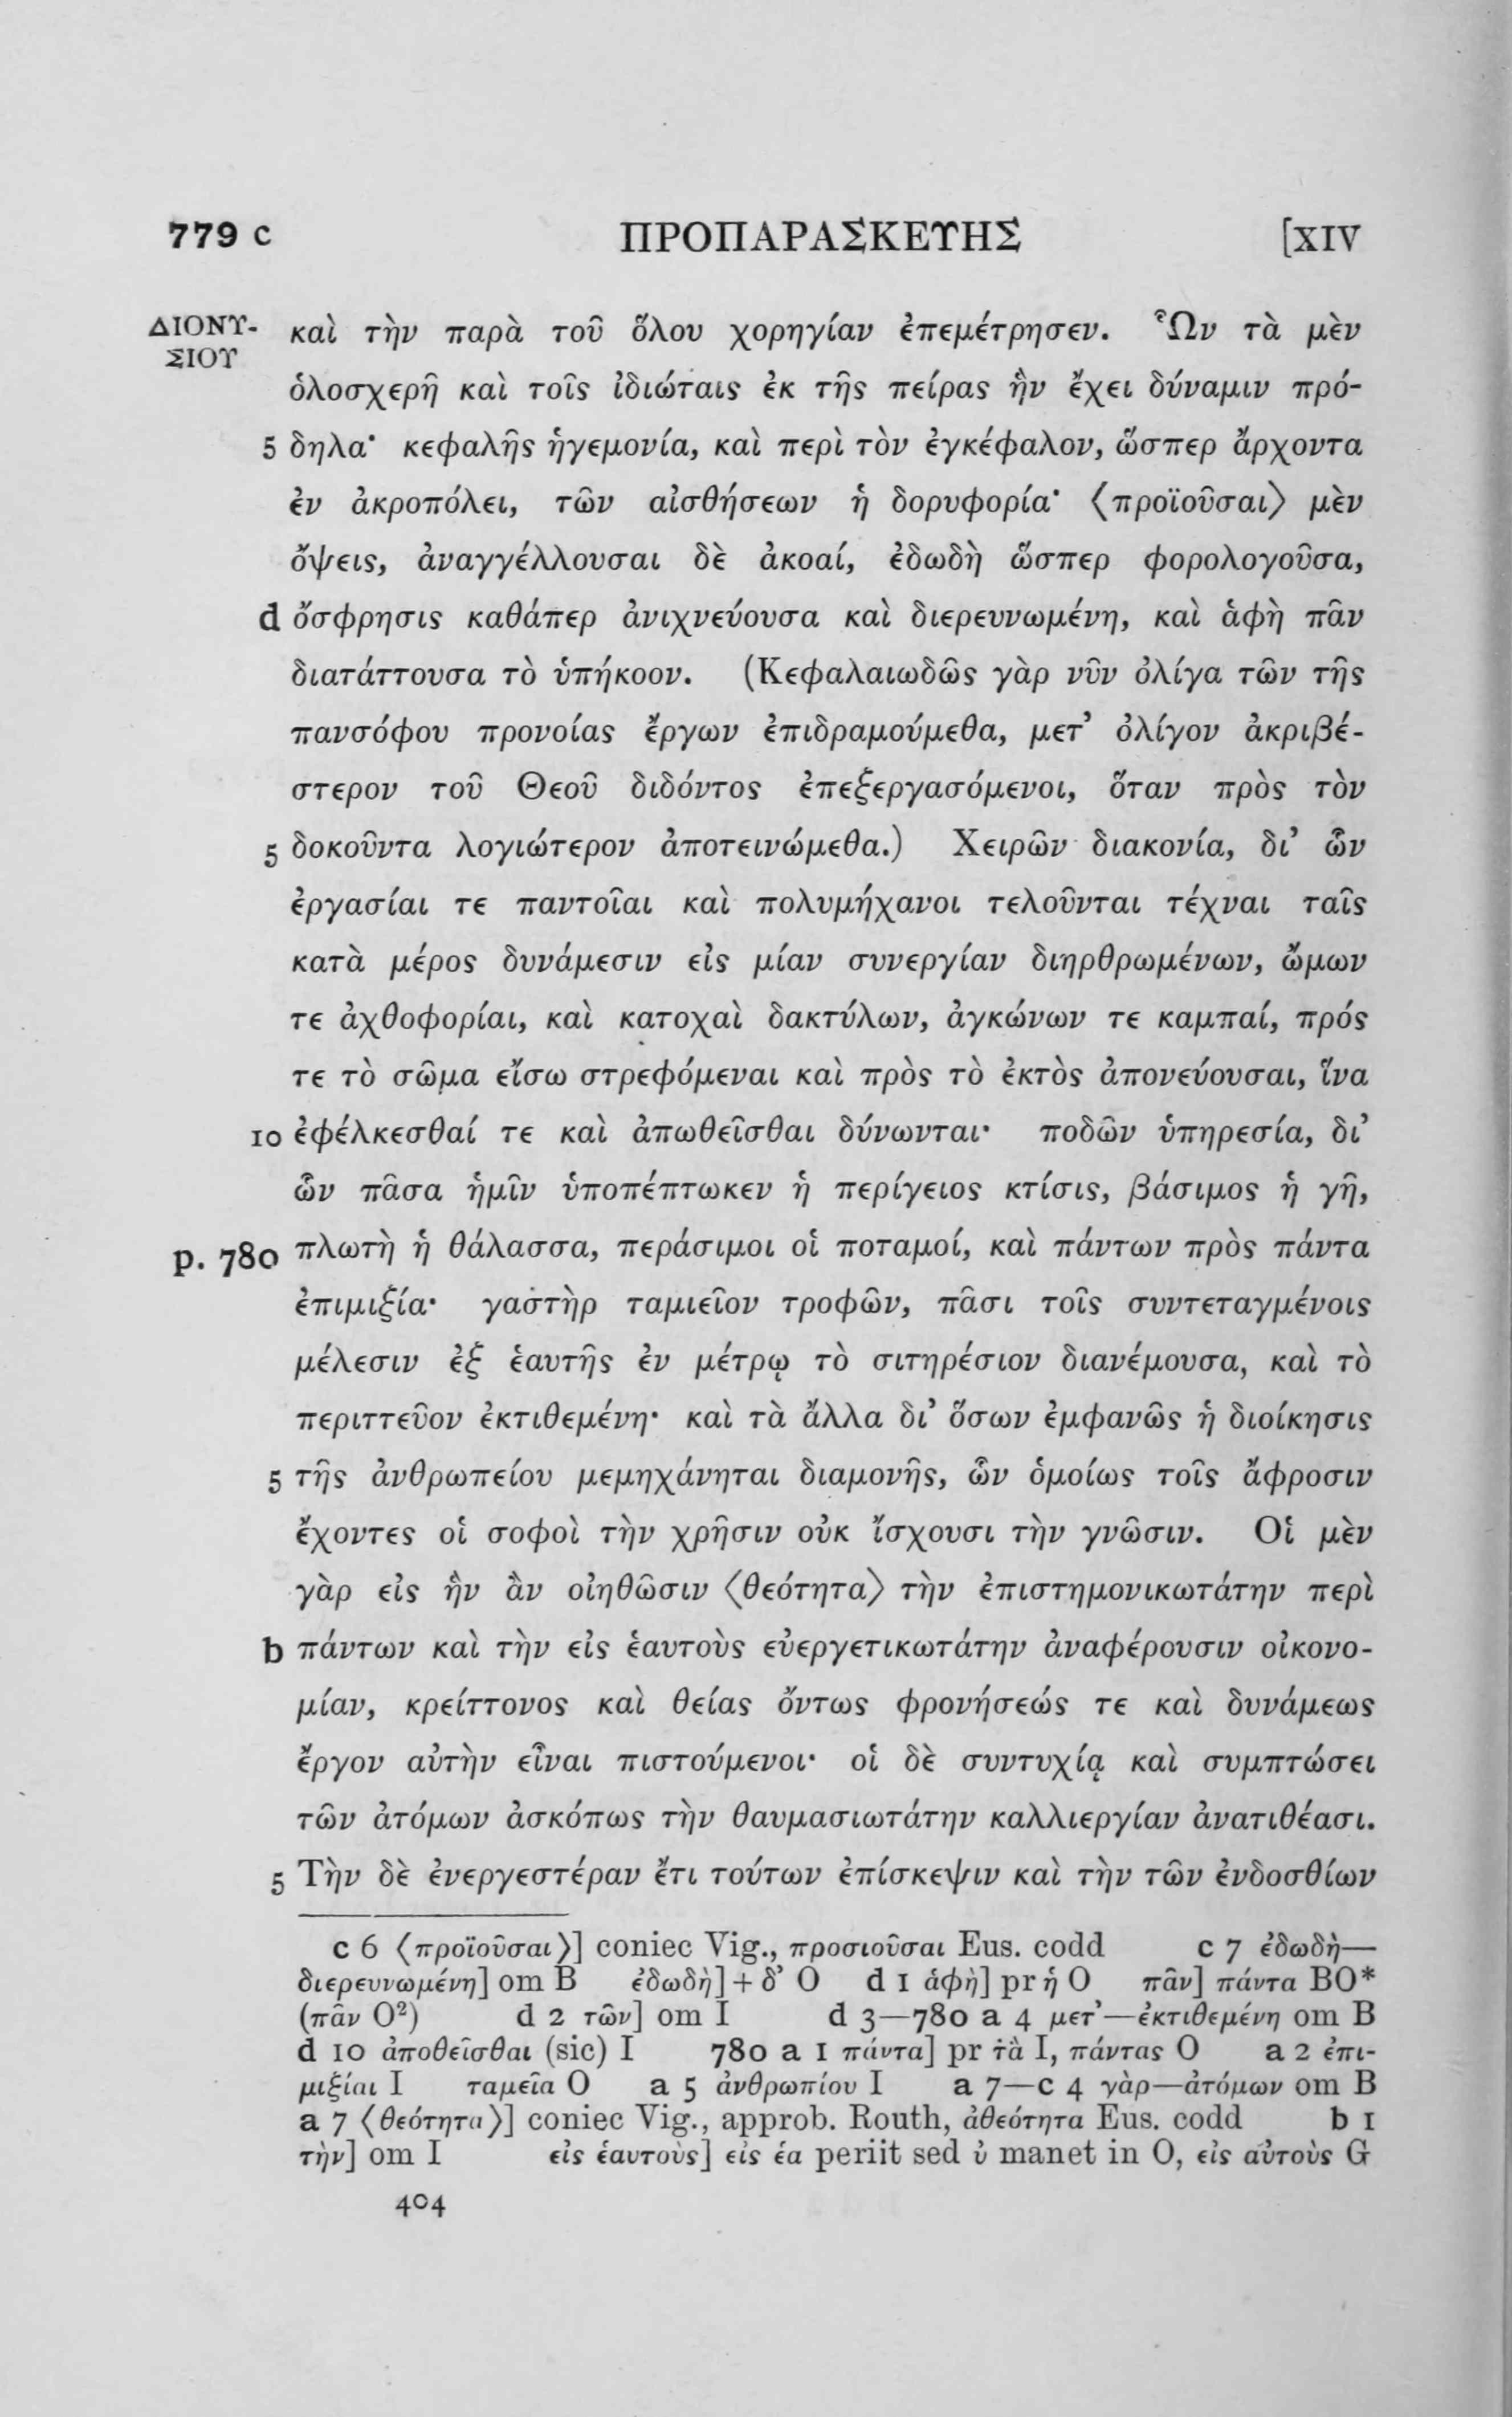 779 c ΠΡΟΠΑΡΑΣΚΕΥΗΣ [XIV
ΔΙΟΝΥ- καὶ τὴν παρὰ τοῦ ὅλου χορηγίαν ἐπεμέτρησεν. Ὧν τὰ μὲν
ΣΙΟΥ
ὁλοσχερῆ καὶ τοῖς ἰδιώταις ἐκ τῆς πείρας ἣν ἔχει δύναμιν πρό-
5 δηλα· κεφαλῆς ἡγεμονία, καὶ περὶ τὸν ἐγκέφαλον, ὥσπερ ἄρχοντα
ἐν ἀκροπόλει, τῶν αἰσθήσεων ἡ δορυφορία· ⟨προϊοῦσαι⟩ μὲν
ὄψεις, ἀναγγέλλουσαι δὲ ἀκοαί, ἐδωδὴ ὥσπερ φορολογοῦσα,
d ὄσφρησις καθάπερ ἀνιχνεύουσα καὶ διερευνωμένη, καὶ ἁφὴ πᾶν
διατάττουσα τὸ ὑπήκοον. (Κεφαλαιωδῶς γὰρ νῦν ὀλίγα τῶν τῆς
πανσόφου προνοίας ἔργων ἐπιδραμούμεθα, μετ’ ὀλίγον ἀκριβέ-
στερον τοῦ Θεοῦ διδόντος ἐπεξεργασόμενοι, ὅταν πρὸς τὸν
5 δοκοῦντα λογιώτερον ἀποτεινώμεθα.) Χειρῶν διακονία, δι’ ὧν
ἐργασίαι τε παντοῖαι καὶ πολυμήχανοι τελοῦνται τέχναι ταῖς
κατὰ μέρος δυνάμεσιν εἰς μίαν συνεργίαν διηρθρωμένων, ὤμων
τε ἀχθοφορίαι, καὶ κατοχαὶ δακτύλων, ἀγκώνων τε καμπαί, πρός
τε τὸ σῶμα εἴσω στρεφόμεναι καὶ πρὸς τὸ ἐκτὸς ἀπονεύουσαι, ἵνα
10 ἐφέλκεσθαί τε καὶ ἀπωθεῖσθαι δύνωνται· ποδῶν ὑπηρεσία, δι’
ὧν πᾶσα ἡμῖν ὑποπέπτωκεν ἡ περίγειος κτίσις, βάσιμος ἡ γῆ,
p. 780 πλωτὴ ἡ θάλασσα, περάσιμοι οἱ ποταμοί, καὶ πάντων πρὸς πάντα
ἐπιμιξία· γαστὴρ ταμιεῖον τροφῶν, πᾶσι τοῖς συντεταγμένοις
μέλεσιν ἐξ ἑαυτῆς ἐν μέτρῳ τὸ σιτηρέσιον διανέμουσα, καὶ τὸ
περιττεῦον ἐκτιθεμένη· καὶ τὰ ἄλλα δι’ ὅσων ἐμφανῶς ἡ διοίκησις
5 τῆς ἀνθρωπείου μεμηχάνηται διαμονῆς, ὧν ὁμοίως τοῖς ἄφροσιν
ἔχοντες οἱ σοφοὶ τὴν χρῆσιν οὐκ ἴσχουσι τὴν γνῶσιν. Οἱ μὲν
γὰρ εἰς ἣν ἂν οἰηθῶσιν ⟨θεότητα⟩ τὴν ἐπιστημονικωτάτην περὶ
b πάντων καὶ τὴν εἰς ἑαυτοὺς εὐεργετικωτάτην ἀναφέρουσιν οἰκονο-
μίαν, κρείττονος καὶ θείας ὄντως φρονήσεώς τε καὶ δυνάμεως
ἔργον αὐτὴν εἶναι πιστούμενοι· οἱ δὲ συντυχίᾳ καὶ συμπτώσει
τῶν ἀτόμων ἀσκόπως τὴν θαυμασιωτάτην καλλιεργίαν ἀνατιθέασι.
5 Τὴν δὲ ἐνεργεστέραν ἔτι τούτων ἐπίσκεψιν καὶ τὴν τῶν ἐνδοσθίων
c 6 ⟨προϊοῦσαι⟩] coniec Vig., προσιοῦσαι Eus. codd c 7 ἐδωδὴ—
διερευνωμένη] om B ἐδωδὴ] + δ’ O d 1 ἁφὴ] pr ἡ O πᾶν] πάντα BO*
(πᾶν O²) d 2 τῶν] om I d 3—780 a 4 μετ’—ἐκτιθεμένη om B
d 10 ἀποθεῖσθαι (sic) I 780 a 1 πάντα] pr τὰ I, πάντας O a 2 ἐπι-
μιξίαι I ταμεῖα O a 5 ἀνθρωπίου I a 7—c 4 γὰρ—ἀτόμων om B
a 7 ⟨θεότητα⟩] coniec Vig., approb. Routh, ἀθεότητα Eus. codd b 1
τὴν] om I εἰς ἑαυτοὺς] εἰς ἑα periit sed ὐ manet in O, εἰς αὐτοὺς G
404